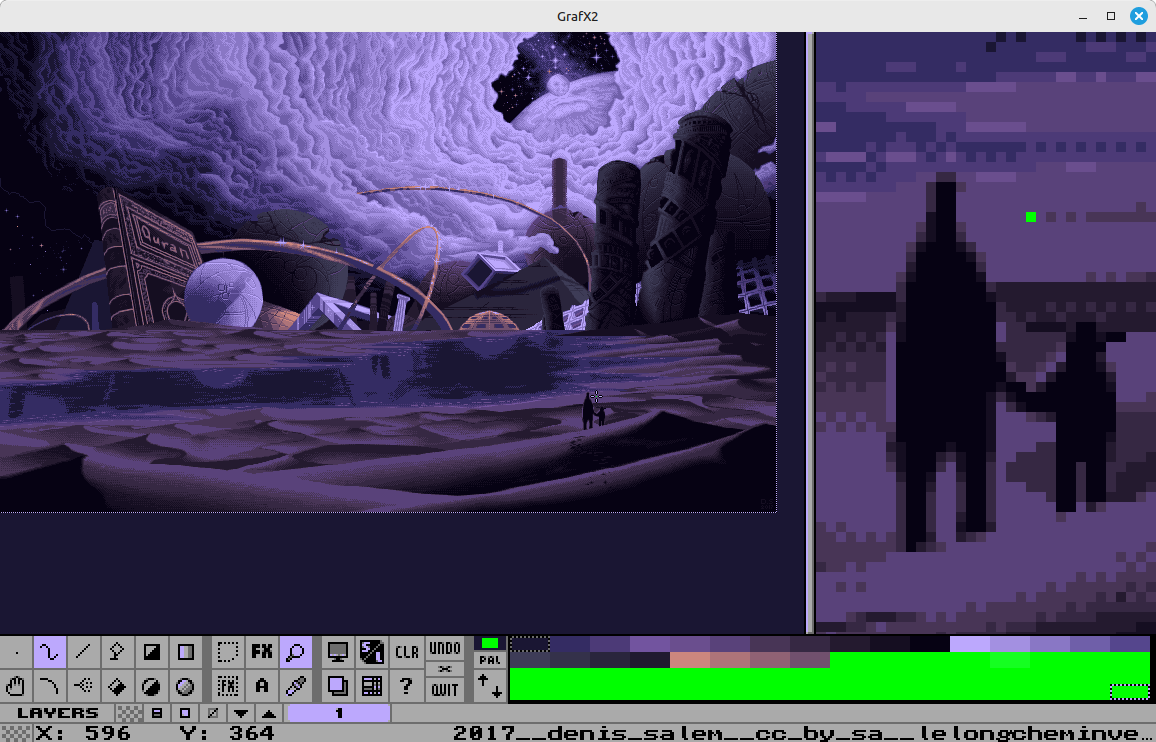 GrafX2
Quran
FX
CLR
UNDO
PAL
A
?
QUIT
LAYERS
1
X: 596 Y: 364
2017__denis_salem__cc_by_sa__lelongcheminve…